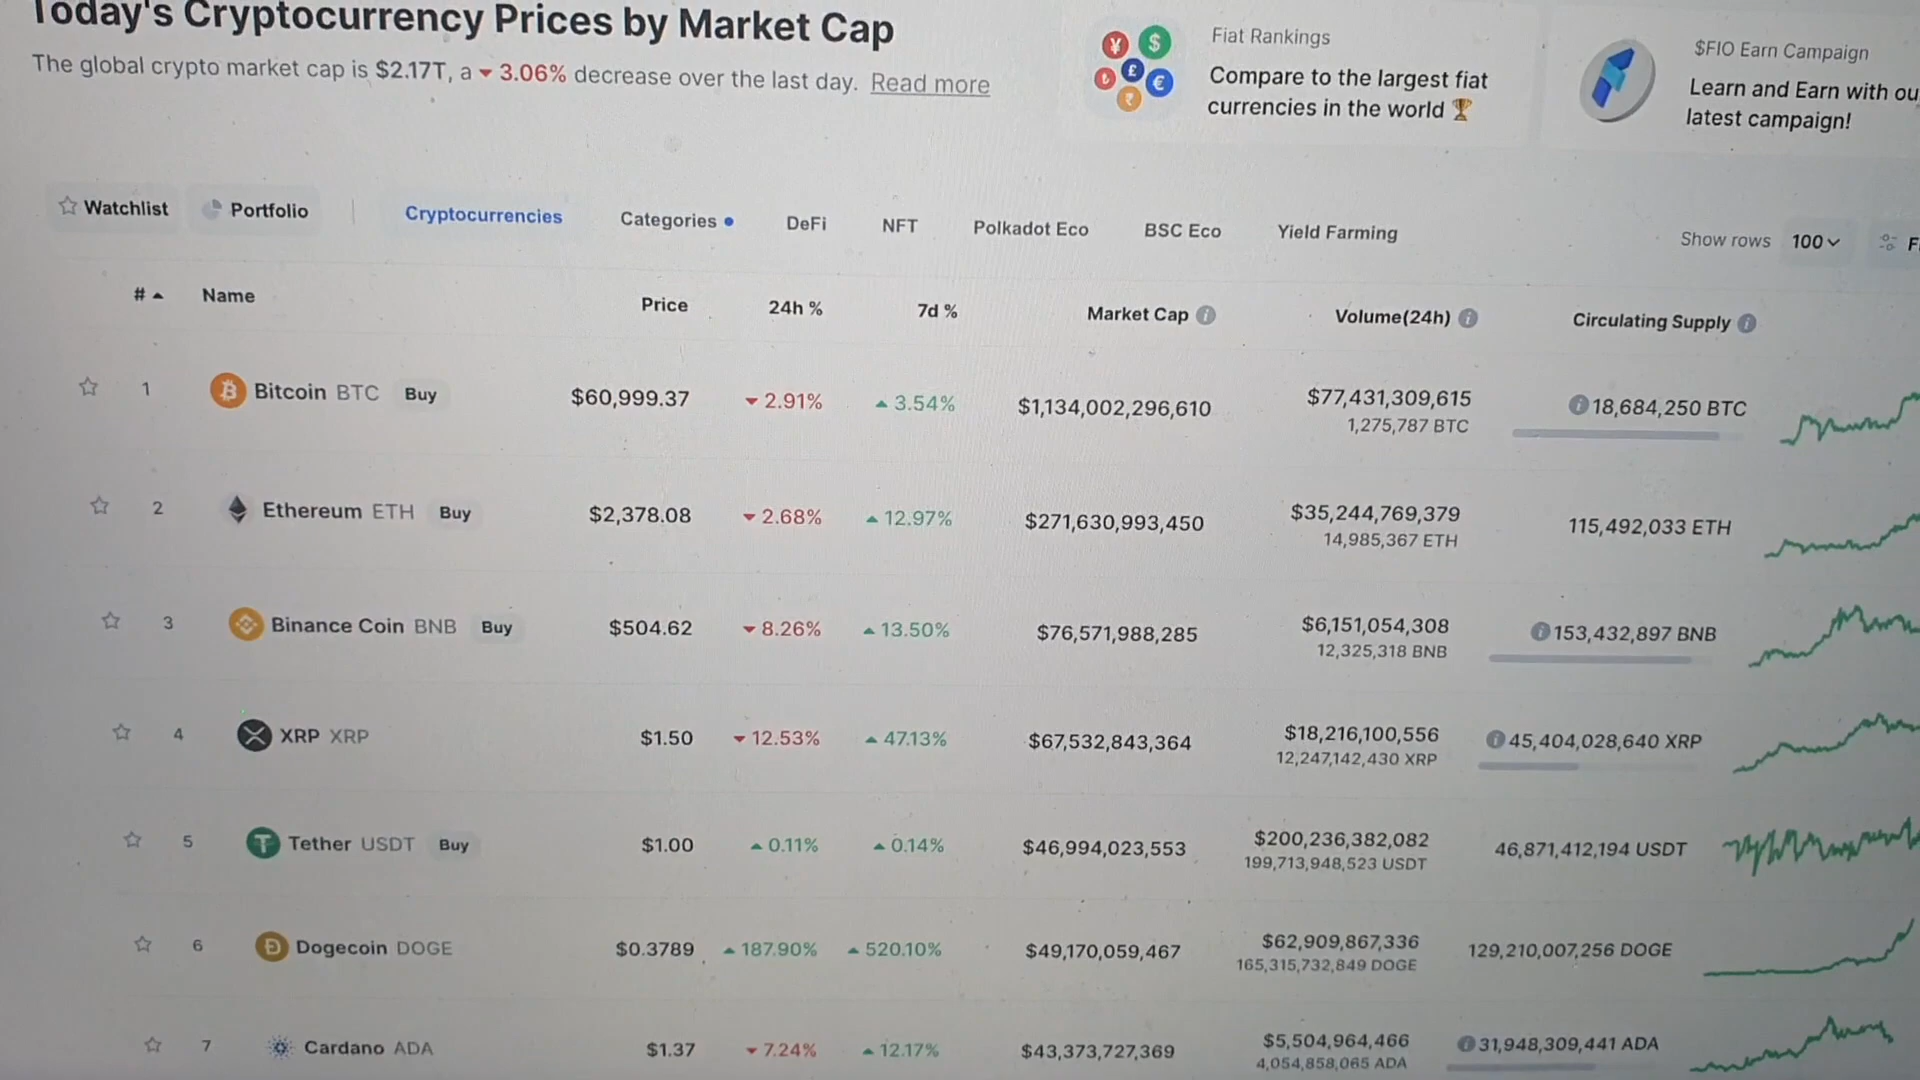 Today's Cryptocurrency Prices by Market Cap
The global crypto market cap is $2.17T, a 3.06% decrease over the last day. Read more
Fiat Rankings
Compare to the largest fiat
currencies in the world
$FIO Earn Campaign
Learn and Earn with ou
latest campaign!
Watchlist Portfolio Cryptocurrencies Categories DeFi NFT Polkadot Eco BSC Eco Yield Farming Show rows 100
# Name Price 24h % 7d % Market Cap Volume(24h) Circulating Supply
1 Bitcoin BTC Buy $60,999.37 2.91% 3.54% $1,134,002,296,610 $77,431,309,615 18,684,250 BTC
1,275,787 BTC
2 Ethereum ETH Buy $2,378.08 2.68% 12.97% $271,630,993,450 $35,244,769,379 115,492,033 ETH
14,985,367 ETH
3 Binance Coin BNB Buy $504.62 8.26% 13.50% $76,571,988,285 $6,151,054,308 153,432,897 BNB
12,325,318 BNB
4 XRP XRP $1.50 12.53% 47.13% $67,532,843,364 $18,216,100,556 45,404,028,640 XRP
12,247,142,430 XRP
5 Tether USDT Buy $1.00 0.11% 0.14% $46,994,023,553 $200,236,382,082 46,871,412,194 USDT
199,713,948,523 USDT
6 Dogecoin DOGE $0.3789 187.90% 520.10% $49,170,059,467 $62,909,867,336 129,210,007,256 DOGE
165,315,732,849 DOGE
7 Cardano ADA $1.37 7.24% 12.17% $43,373,727,369 $5,504,964,466 31,948,309,441 ADA
4,054,858,065 ADA